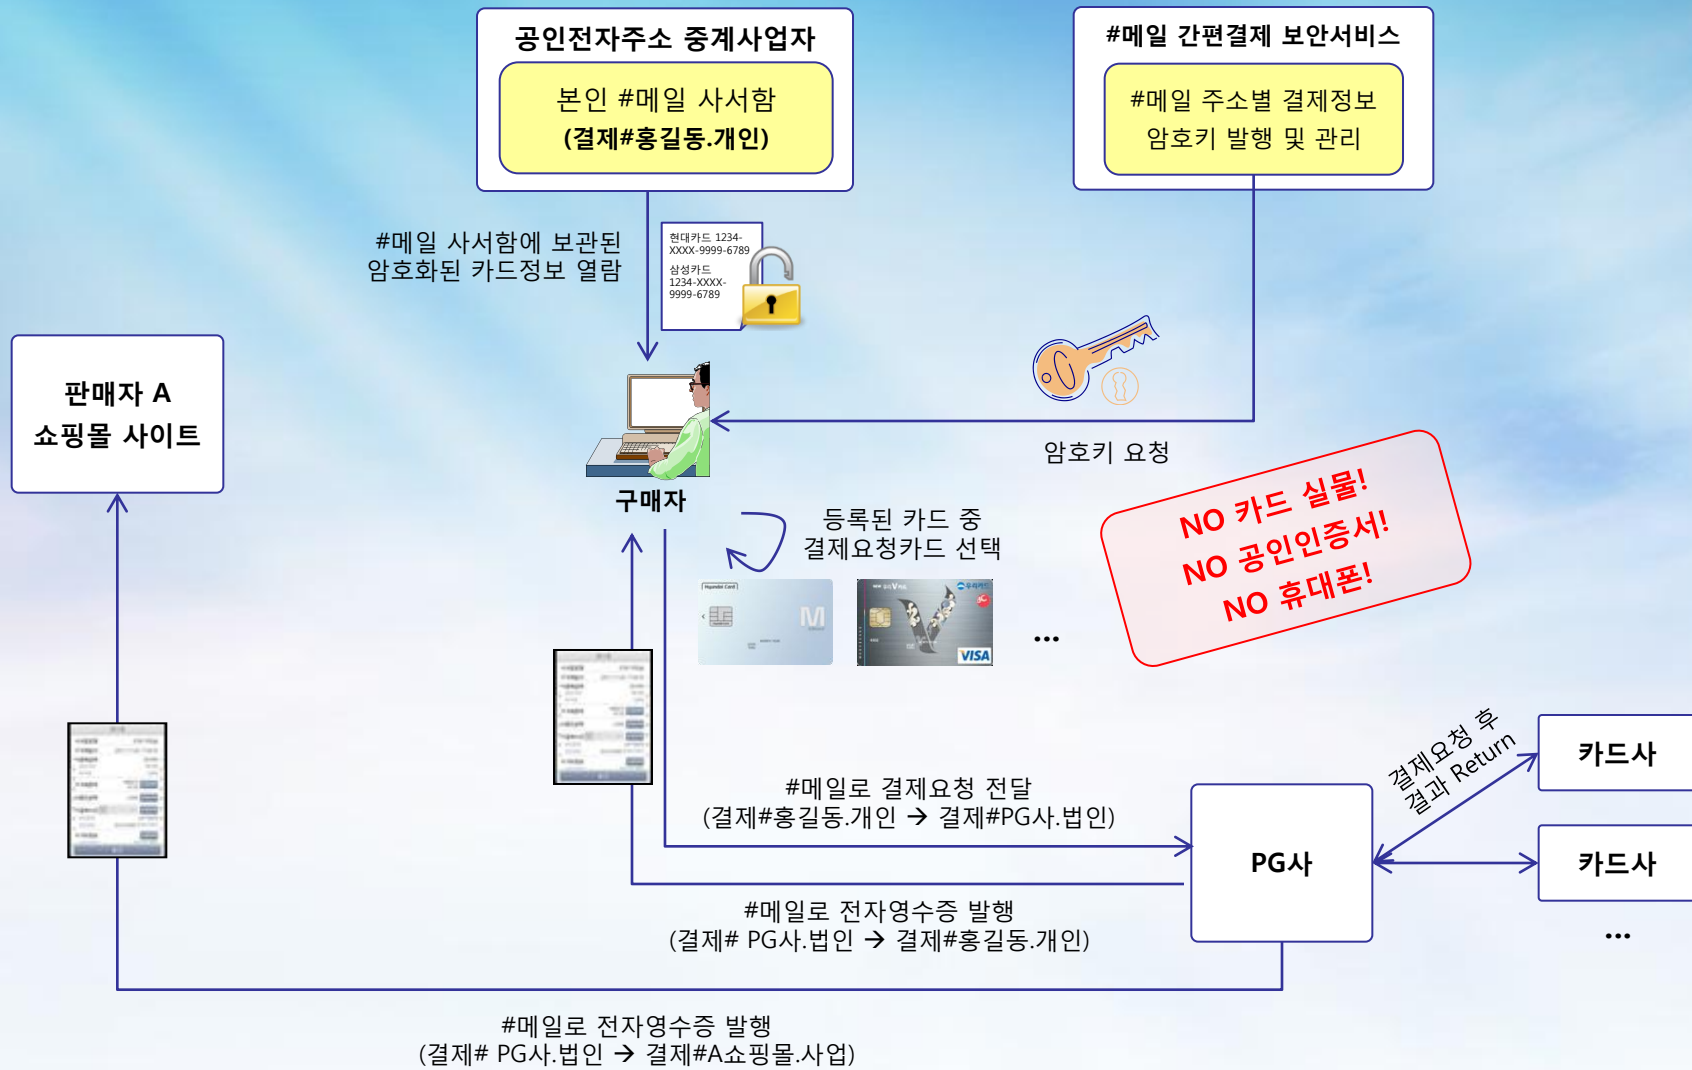 공인전자주소 중계사업자
본인 #메일 사서함
(결제#홍길동.개인)
#메일 간편결제 보안서비스
#메일 주소별 결제정보
암호키 발행 및 관리
#메일 사서함에 보관된
암호화된 카드정보 열람
현대카드 1234-
XXXX-9999-6789
삼성카드
1234-XXXX-
9999-6789
판매자 A
쇼핑몰 사이트
암호키 요청
구매자
등록된 카드 중
결제요청카드 선택
NO 카드 실물!
NO 공인인증서!
NO 휴대폰!
Hyundai Card
M
우리카드
V
VISA
...
결제요청 후
결과 Return
카드사
#메일로 결제요청 전달
(결제#홍길동.개인 → 결제#PG사.법인)
PG사
카드사
...
#메일로 전자영수증 발행
(결제# PG사.법인 → 결제#홍길동.개인)
#메일로 전자영수증 발행
(결제# PG사.법인 → 결제#A쇼핑몰.사업)